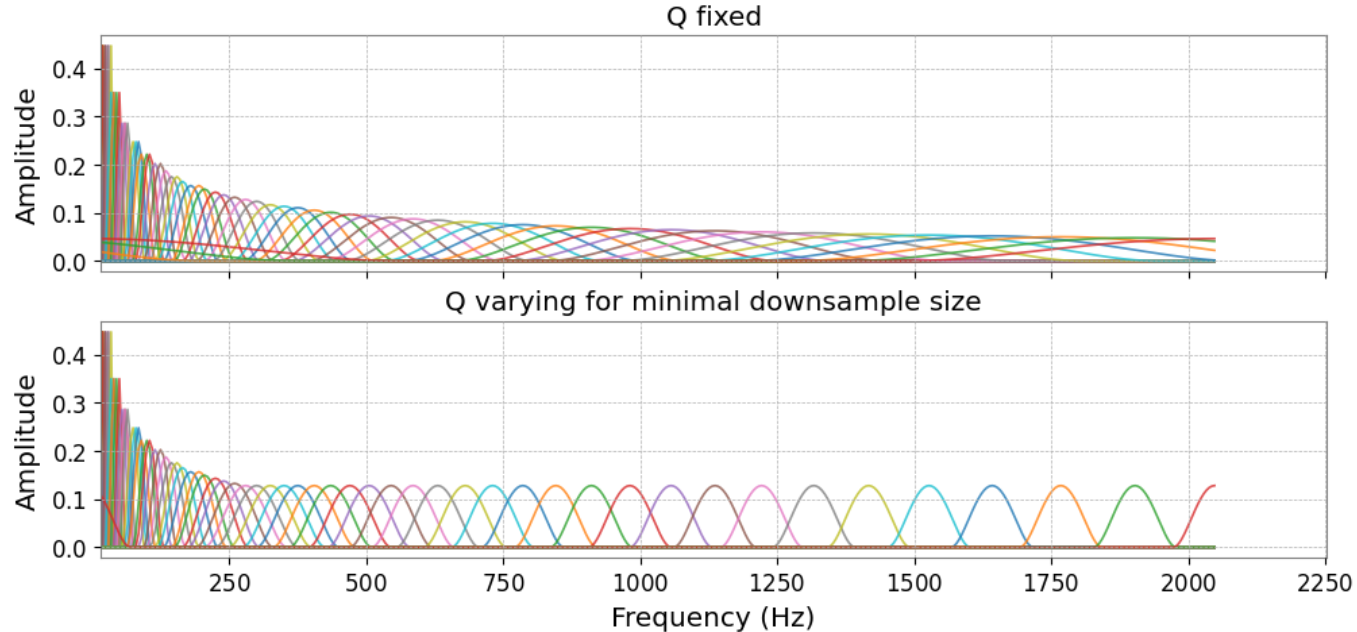 Q fixed
0.4
0.3
0.2
0.1
0.0
Amplitude
Q varying for minimal downsample size
0.4
0.3
0.2
0.1
0.0
Amplitude
250 500 750 1000 1250 1500 1750 2000 2250
Frequency (Hz)